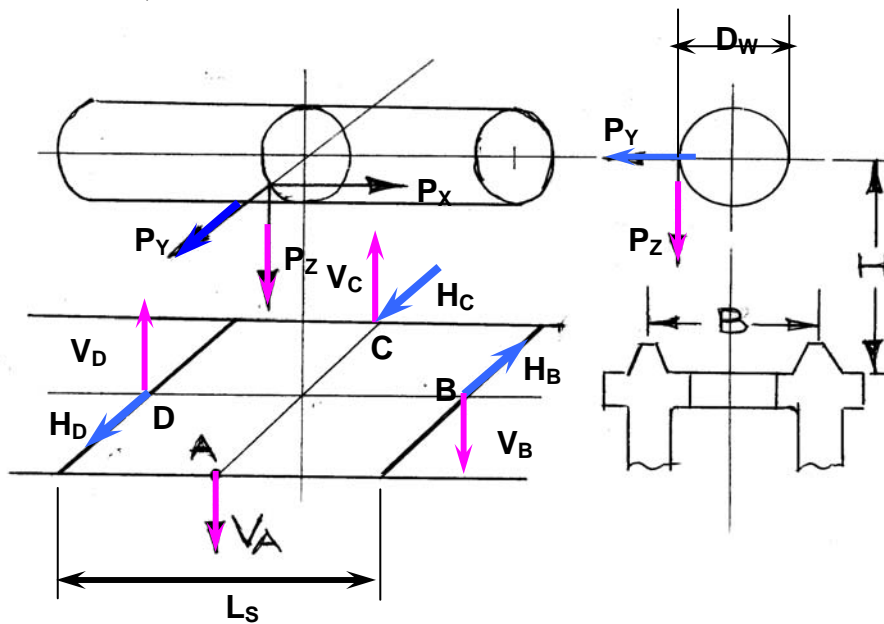 D_W
P_Y
P_X
P_Y
P_Z
P_Z
V_C
H_C
H
V_D
C
B
H_B
B
H_D
D
V_B
A
V_A
L_S